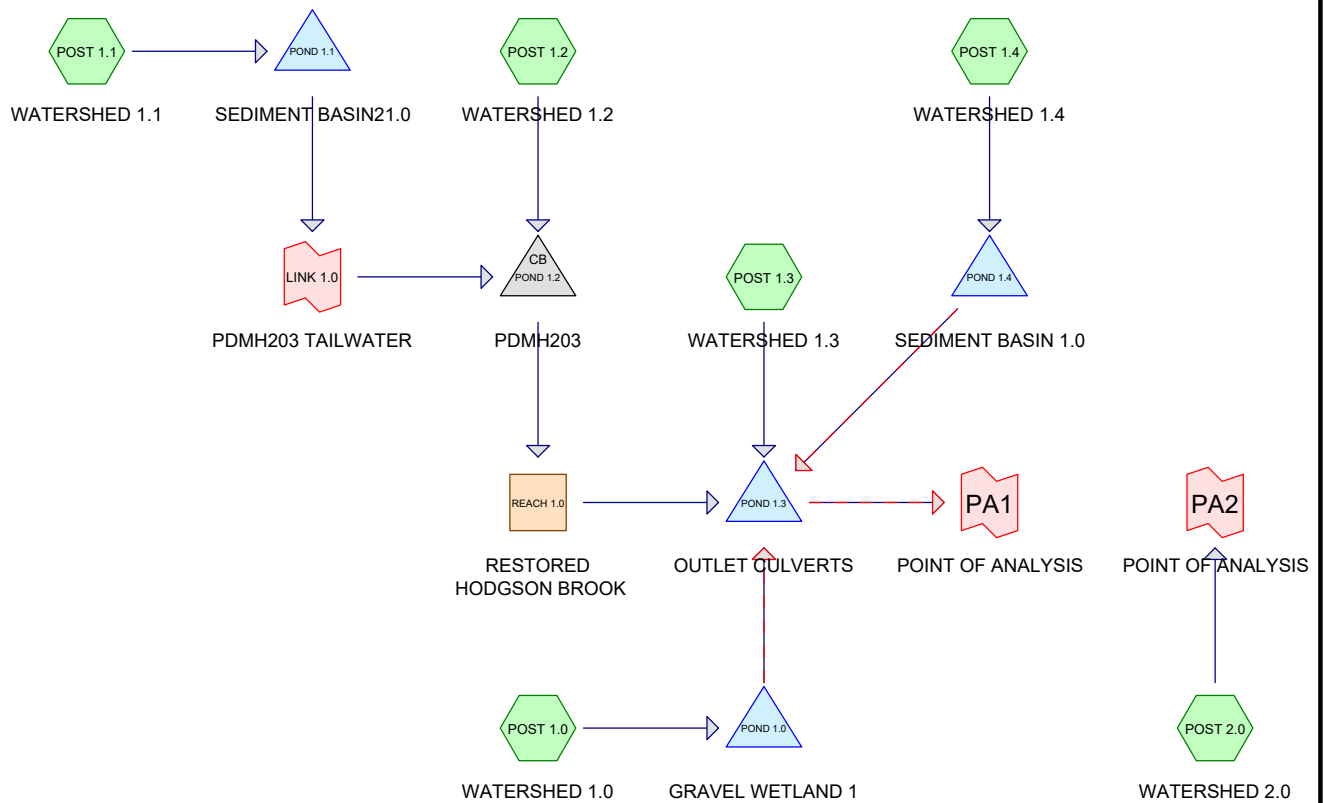 POST 1.1
POND 1.1
POST 1.2
POST 1.4
WATERSHED 1.1
SEDIMENT BASIN21.0
WATERSHED 1.2
WATERSHED 1.4
LINK 1.0
CB
POND 1.2
POST 1.3
POND 1.4
PDMH203 TAILWATER
PDMH203
WATERSHED 1.3
SEDIMENT BASIN 1.0
REACH 1.0
POND 1.3
PA1
PA2
RESTORED
HODGSON BROOK
OUTLET CULVERTS
POINT OF ANALYSIS
POINT OF ANALYSIS
POST 1.0
POND 1.0
POST 2.0
WATERSHED 1.0
GRAVEL WETLAND 1
WATERSHED 2.0